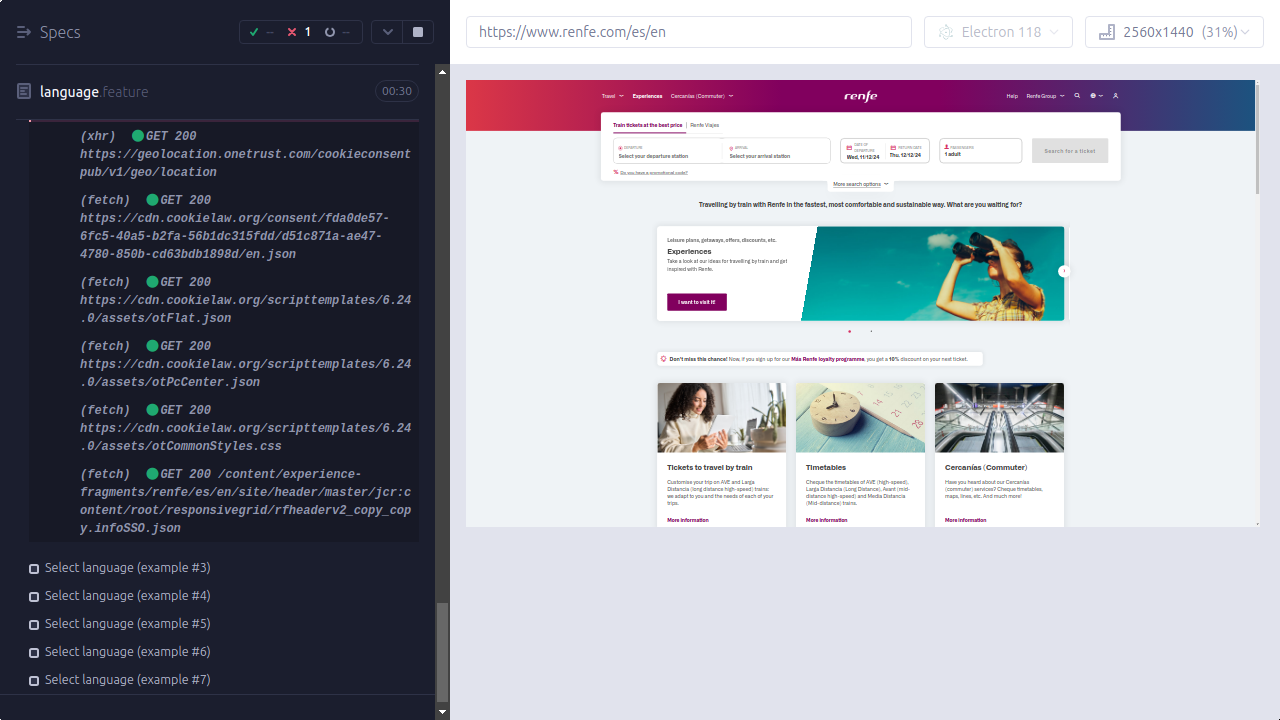 Specs
--
1
--
https://www.renfe.com/es/en
Electron 118
2560x1440 (31%)
language.feature
00:30
(xhr) GET 200
https://geolocation.onetrust.com/cookieconsent
pub/v1/geo/location
(fetch) GET 200
https://cdn.cookielaw.org/consent/fda0de57-
6fc5-40a5-b2fa-56b1dc315fdd/d51c871a-ae47-
4780-850b-cd63bdb1898d/en.json
(fetch) GET 200
https://cdn.cookielaw.org/scripttemplates/6.24
.0/assets/otFlat.json
(fetch) GET 200
https://cdn.cookielaw.org/scripttemplates/6.24
.0/assets/otPcCenter.json
(fetch) GET 200
https://cdn.cookielaw.org/scripttemplates/6.24
.0/assets/otCommonStyles.css
(fetch) GET 200 /content/experience-
fragments/renfe/es/en/site/header/master/jcr:c
ontent/root/responsivegrid/rfheaderv2_copy_cop
y.infoSSO.json
Select language (example #3)
Select language (example #4)
Select language (example #5)
Select language (example #6)
Select language (example #7)
Travel
Experiences
Cercanías (Commuter)
renfe
Help
Renfe Group
Train tickets at the best price
Renfe Viajes
DEPARTURE
Select your departure station
ARRIVAL
Select your arrival station
DATE OF DEPARTURE
Wed, 11/12/24
RETURN DATE
Thu, 12/12/24
PASSENGERS
1 adult
Search for a ticket
Do you have a promotional code?
More search options
Travelling by train with Renfe in the fastest, most comfortable and sustainable way. What are you waiting for?
Leisure plans, getaways, offers, discounts, etc.
Experiences
Take a look at our ideas for travelling by train and get
inspired with Renfe.
I want to visit it!
Don't miss this chance! Now, if you sign up for our Más Renfe loyalty programme, you get a 10% discount on your next ticket.
Tickets to travel by train
Customise your trip on AVE and Larga
Distancia (long distance high-speed) trains:
we adapt to you and the needs of each of your
trips.
More information
Timetables
Cheque the timetables of AVE (high-speed),
Larga Distancia (Long Distance), Avant (mid-
distance high-speed) and Media Distancia
(Mid-distance) trains.
More information
Cercanías (Commuter)
Have you heard about our Cercanías
(commuter) services? Cheque timetables,
maps, lines, etc. And much more!
More information